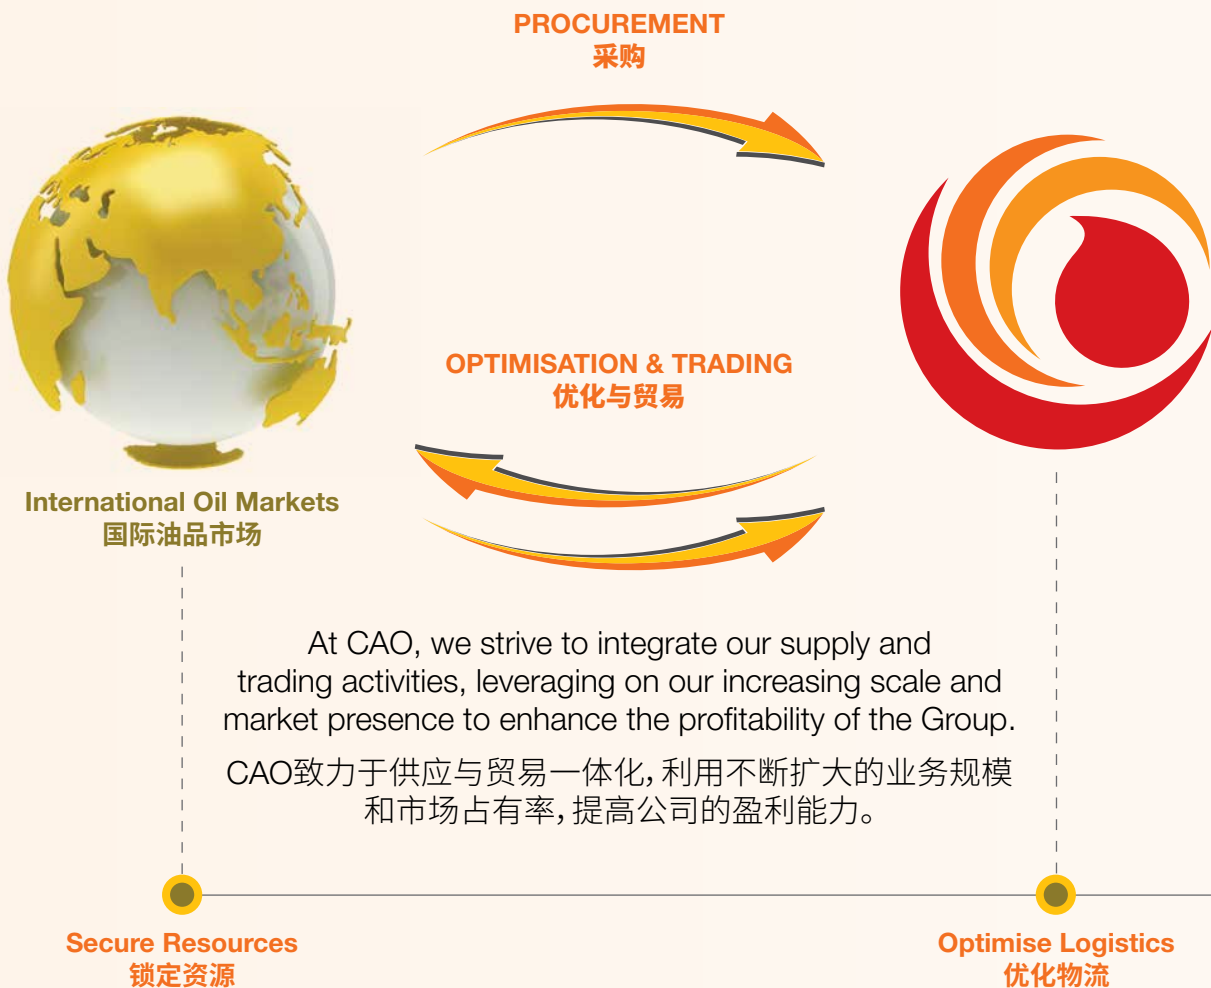 PROCUREMENT
采购
OPTIMISATION & TRADING
优化与贸易
International Oil Markets
国际油品市场
At CAO, we strive to integrate our supply and
trading activities, leveraging on our increasing scale and
market presence to enhance the profitability of the Group.
CAO致力于供应与贸易一体化，利用不断扩大的业务规模
和市场占有率，提高公司的盈利能力。
Secure Resources
锁定资源
Optimise Logistics
优化物流